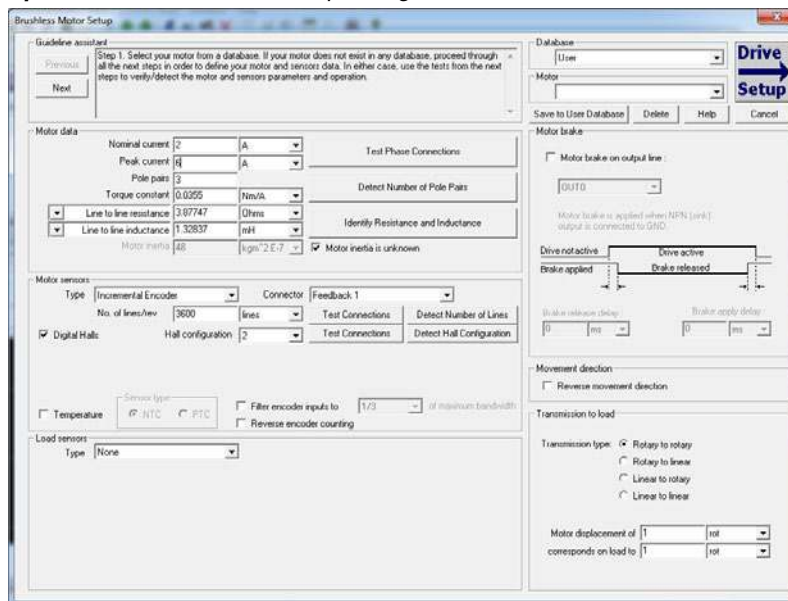 Brushless Motor Setup
Guideline assistant
Previous
Next
Step 1. Select your motor from a database. If your motor does not exist in any database, proceed through
all the next steps in order to define your motor and sensors data. In either case, use the tests from the next
steps to verify/detect the motor and sensors parameters and operation.
Database
User
Motor
Drive
Setup
Save to User Database
Delete
Help
Cancel
Motor data
Nominal current 2 A
Peak current 6 A
Pole pairs 3
Torque constant 0.0355 Nm/A
Line to line resistance 3.07747 Ohms
Line to line inductance 1.32837 mH
Motor inertia 48 kgm^2 E-7
Motor inertia is unknown
Test Phase Connections
Detect Number of Pole Pairs
Identify Resistance and Inductance
Motor brake
Motor brake on output line :
OUT0
Motor brake is applied when NPN (sink)
output is connected to GND.
Drive not active
Drive active
Brake applied
Brake released
Brake release delay
0 ms
Brake apply delay
0 ms
Motor sensors
Type Incremental Encoder
Connector Feedback 1
No. of lines/rev 3600 lines
Test Connections
Detect Number of Lines
Digital Halls
Hall configuration 2
Test Connections
Detect Hall Configuration
Temperature
Sensor type
NTC
PTC
Filter encoder inputs to 1/3 of maximum bandwidth
Reverse encoder counting
Movement direction
Reverse movement direction
Load sensors
Type None
Transmission to load
Transmission type:
Rotary to rotary
Rotary to linear
Linear to rotary
Linear to linear
Motor displacement of 1 rot
corresponds on load to 1 rot